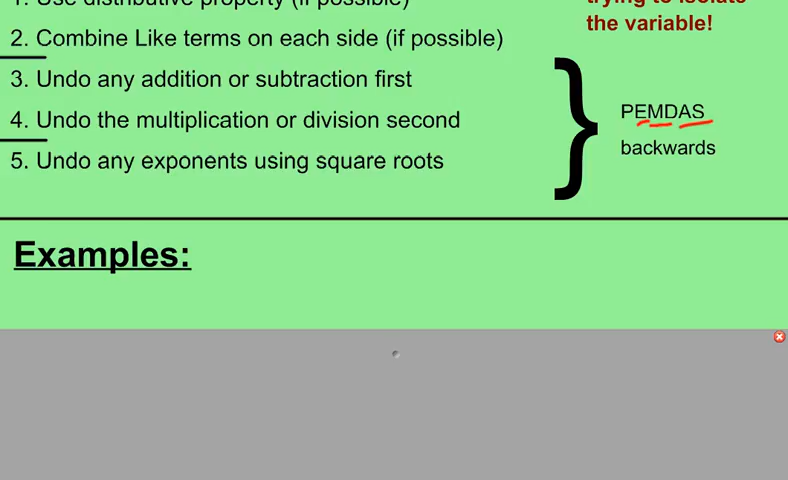 1. Use distributive property (if possible)
trying to isolate
the variable!
2. Combine Like terms on each side (if possible)
3. Undo any addition or subtraction first
4. Undo the multiplication or division second
5. Undo any exponents using square roots
PEMDAS
backwards
Examples: